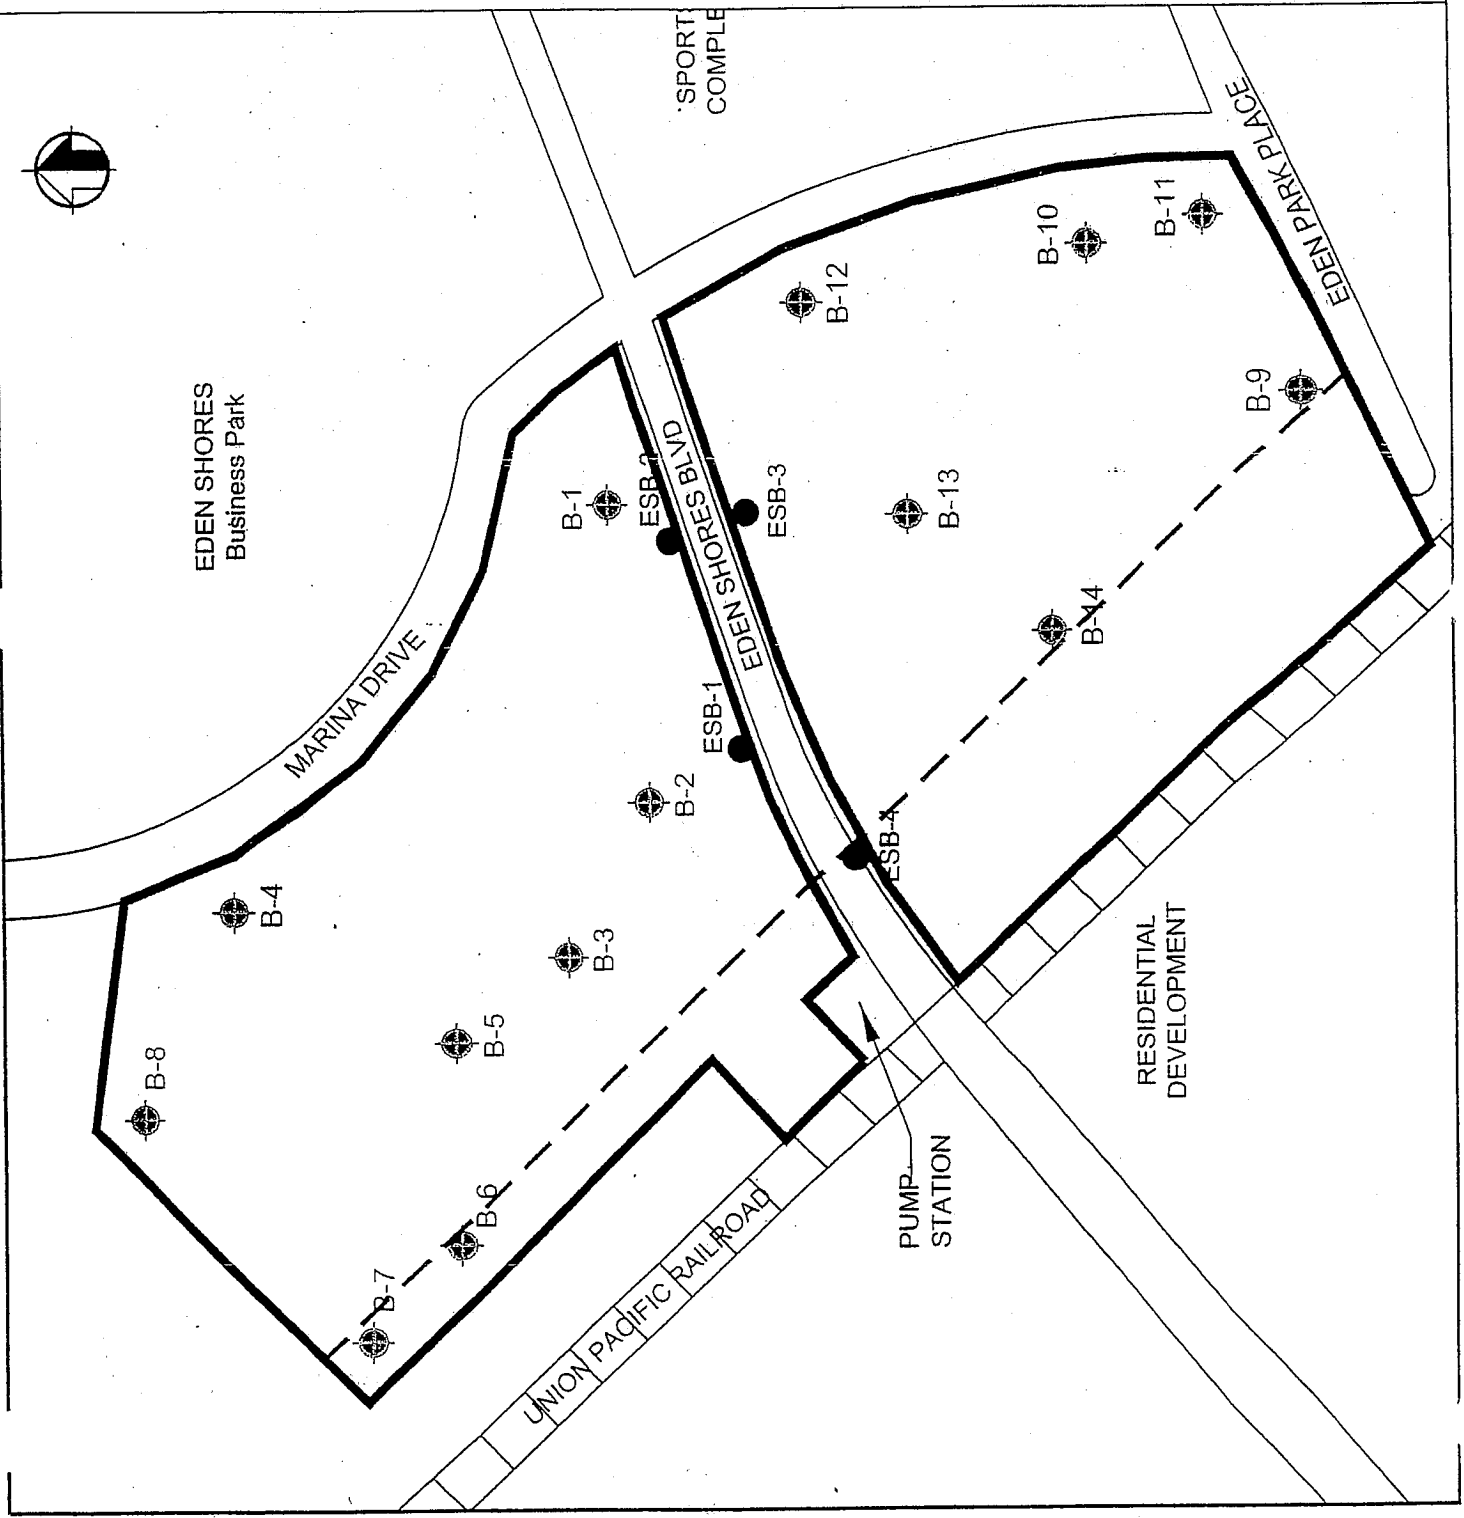 'SPORT
COMPLE
EDEN SHORES
Business Park
MARINA DRIVE
EDEN SHORES BLVD
EDEN PARK PLACE
B-1
ESB-2
ESB-3
ESB-1
ESB-4
B-2
B-3
B-4
B-5
B-6
B-7
B-8
B-9
B-10
B-11
B-12
B-13
B-14
PUMP
STATION
UNION PACIFIC RAILROAD
RESIDENTIAL
DEVELOPMENT